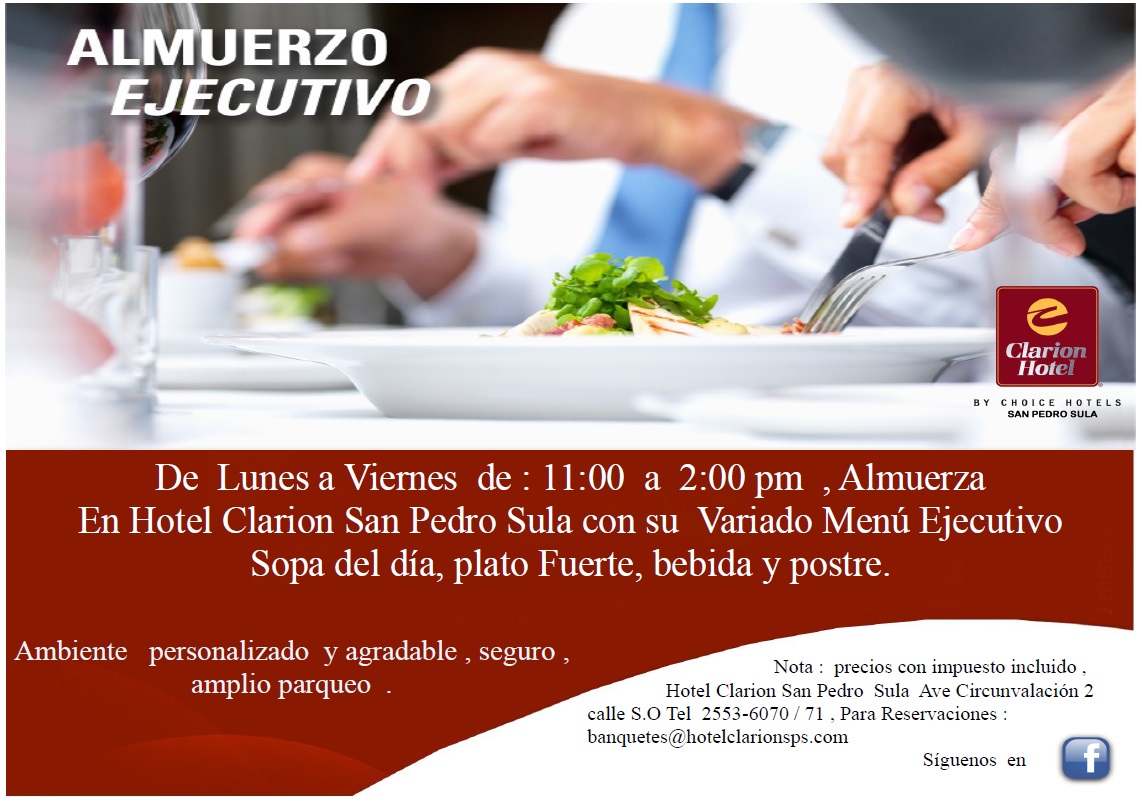 ALMUERZO
EJECUTIVO
Clarion
Hotel
BY CHOICE HOTELS
SAN PEDRO SULA
De Lunes a Viernes de : 11:00 a 2:00 pm , Almuerza
En Hotel Clarion San Pedro Sula con su Variado Menú Ejecutivo
Sopa del día, plato Fuerte, bebida y postre.
Ambiente personalizado y agradable , seguro ,
amplio parqueo .
Nota : precios con impuesto incluido ,
Hotel Clarion San Pedro Sula Ave Circunvalación 2
calle S.O Tel 2553-6070 / 71 , Para Reservaciones :
banquetes@hotelclarionsps.com
Síguenos en
f